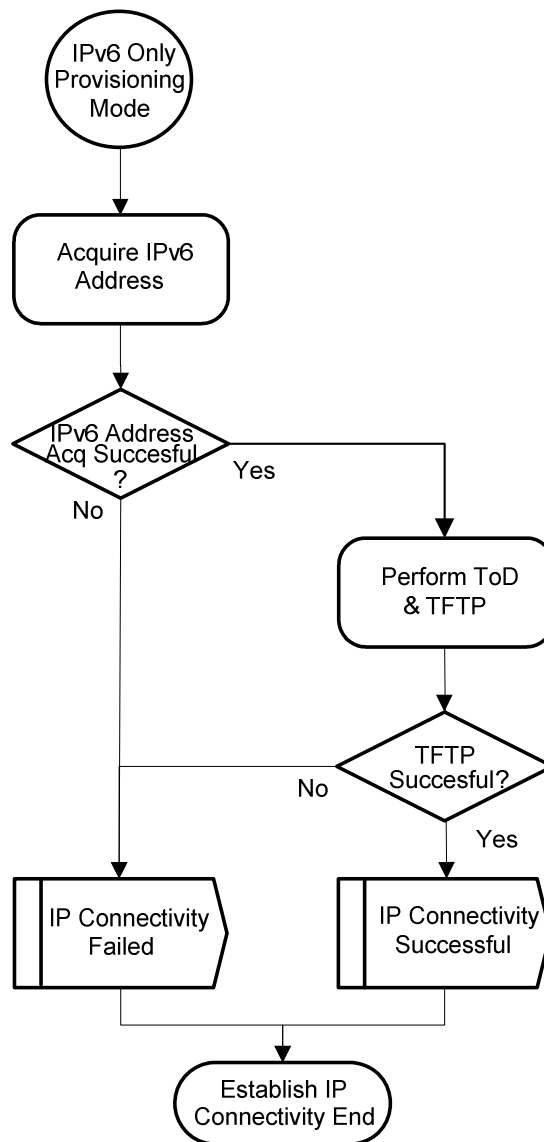 IPv6 Only
Provisioning
Mode
Acquire IPv6
Address
IPv6 Address
Acq Succesful
?
Yes
No
Perform ToD
& TFTP
TFTP
Succesful?
No
Yes
IP Connectivity
Failed
IP Connectivity
Successful
Establish IP
Connectivity End